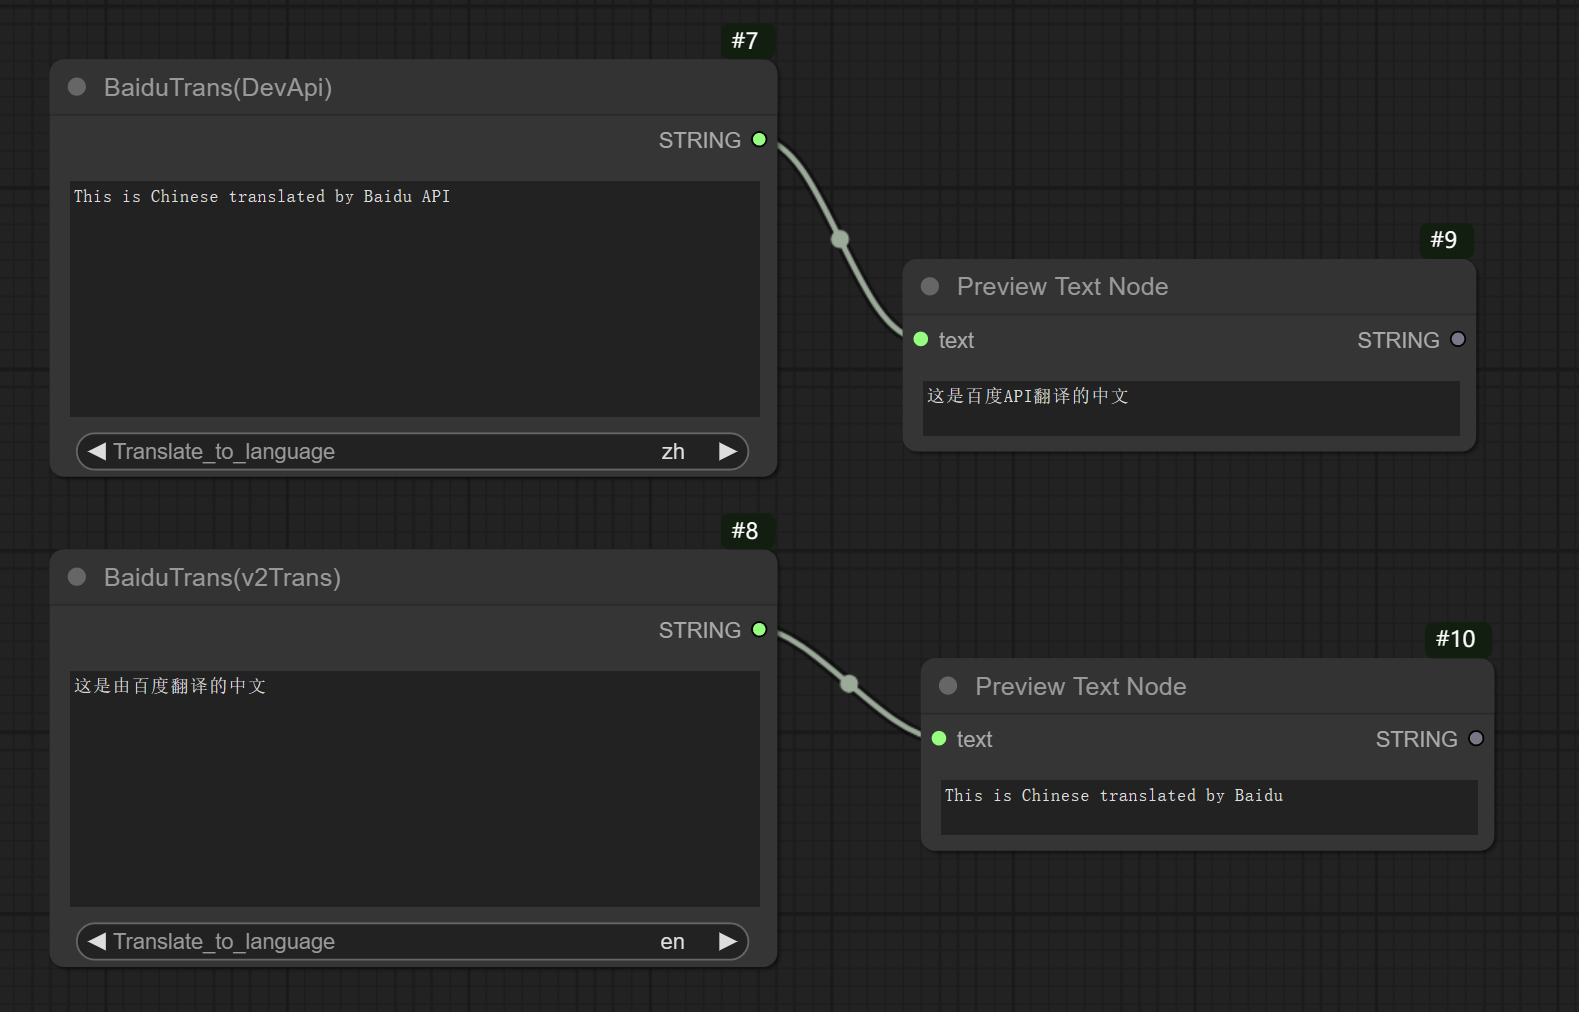 #7
BaiduTrans(DevApi)
STRING
This is Chinese translated by Baidu API
Translate_to_language zh
#9
Preview Text Node
text STRING
这是百度API翻译的中文
#8
BaiduTrans(v2Trans)
STRING
这是由百度翻译的中文
Translate_to_language en
#10
Preview Text Node
text STRING
This is Chinese translated by Baidu